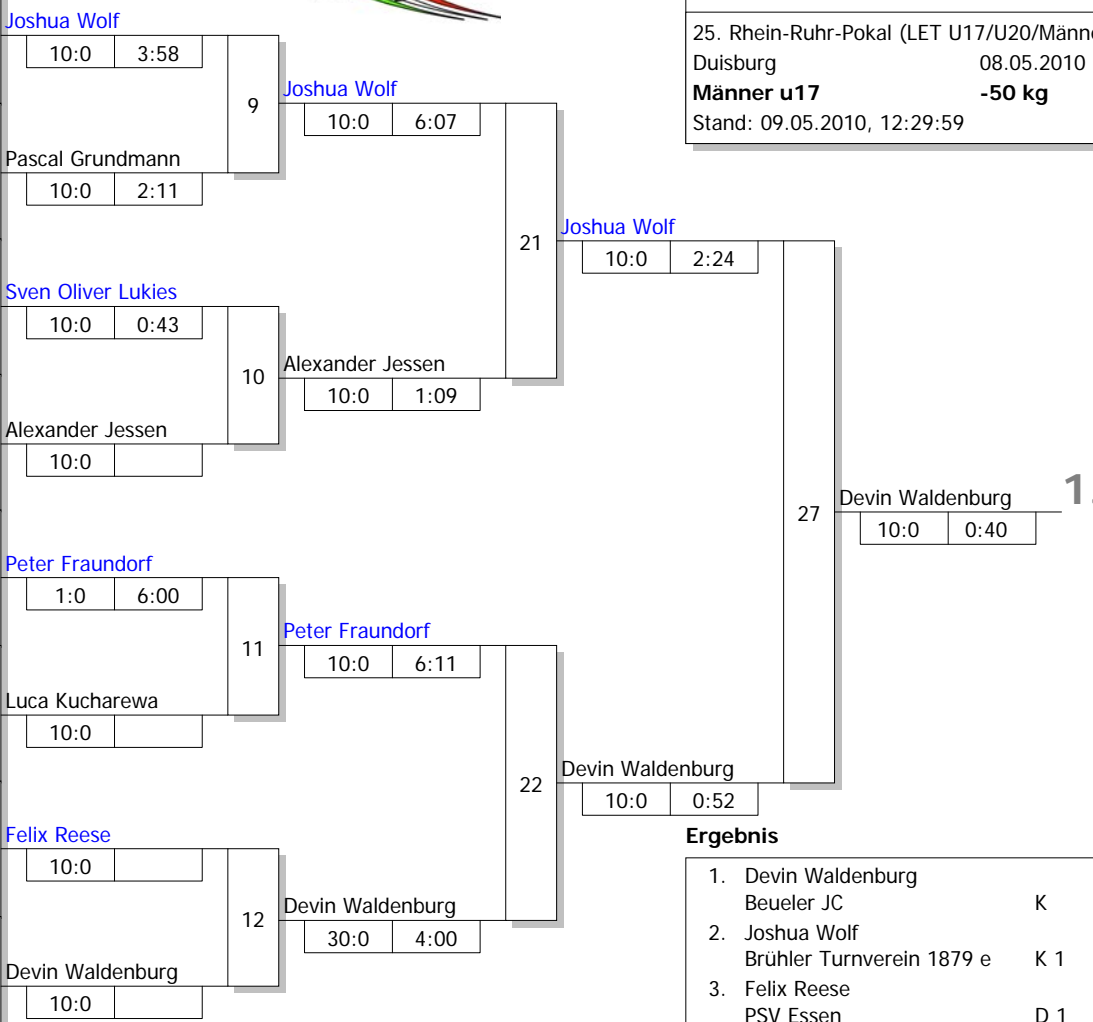 Joshua Wolf
10:0 3:58
9
Pascal Grundmann
10:0 2:11
Sven Oliver Lukies
10:0 0:43
10
Alexander Jessen
10:0
Peter Fraundorf
1:0 6:00
11
Luca Kucharewa
10:0
Felix Reese
10:0
12
Devin Waldenburg
10:0
Joshua Wolf
10:0 6:07
21
Alexander Jessen
10:0 1:09
Peter Fraundorf
10:0 6:11
22
Devin Waldenburg
30:0 4:00
Joshua Wolf
10:0 2:24
27
Devin Waldenburg
10:0 0:52
Devin Waldenburg 1.
10:0 0:40
25. Rhein-Ruhr-Pokal (LET U17/U20/Männe
Duisburg 08.05.2010
Männer u17 -50 kg
Stand: 09.05.2010, 12:29:59
Ergebnis
1. Devin Waldenburg
Beueler JC K
2. Joshua Wolf
Brühler Turnverein 1879 e K 1
3. Felix Reese
PSV Essen D 1